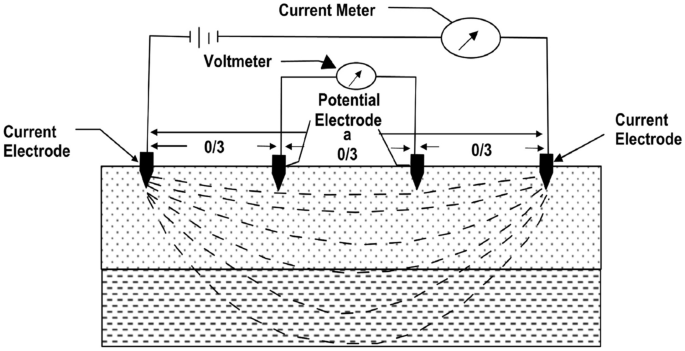 Current Meter
Voltmeter
Potential
Electrode
a
Current
Electrode
0/3
0/3
0/3
Current
Electrode